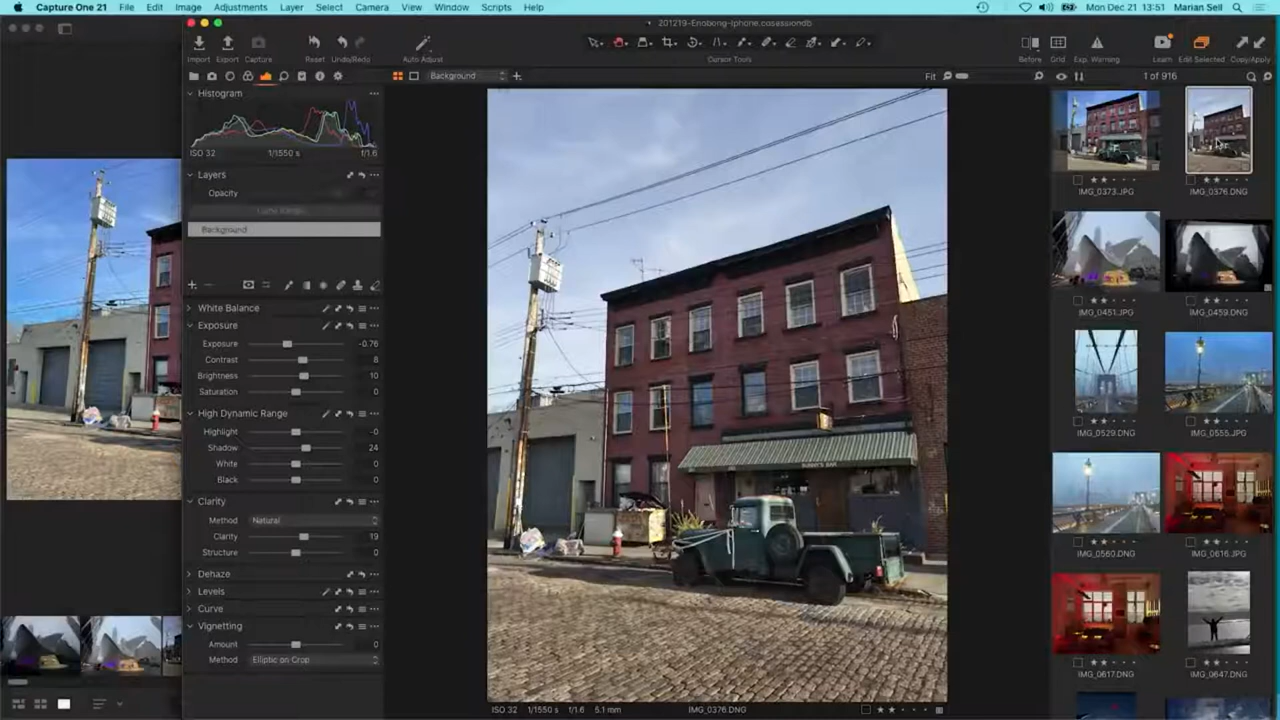 Capture One 21 File Edit Image Adjustments Layer Select Camera View Window Scripts Help Mon Dec 21 13:51 Marian Sell
201219-Enobong-Iphone.cosessiondb
Import Export Capture Reset Undo/Redo Auto Adjust Cursor Tools Before Grid Exp. Warning Learn Edit Selected Copy/Apply
Background Fit 1 of 916
Histogram
ISO 32 1/1550 s f/1.6
Layers
Opacity
Luma Range...
Background
White Balance
Exposure
Exposure -0.76
Contrast 8
Brightness 10
Saturation 0
High Dynamic Range
Highlight -0
Shadow 24
White 0
Black 0
Clarity
Method Natural
Clarity 19
Structure 0
Dehaze
Levels
Curve
Vignetting
Amount 0
Method Elliptic on Crop
ISO 32 1/1550 s f/1.6 5.1 mm IMG_0376.DNG
IMG_0373.JPG IMG_0376.DNG
IMG_0451.JPG IMG_0459.DNG
IMG_0529.DNG IMG_0555.JPG
IMG_0560.DNG IMG_0616.JPG
IMG_0617.DNG IMG_0647.DNG